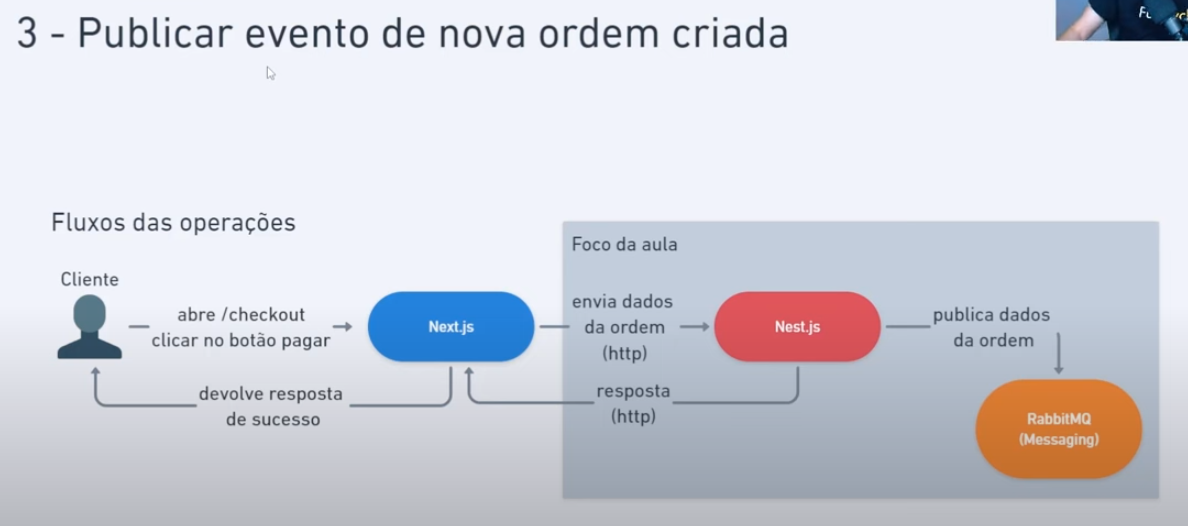 3 - Publicar evento de nova ordem criada
Fluxos das operações
Foco da aula
Cliente
abre /checkout
clicar no botão pagar
Next.js
envia dados
da ordem
(http)
Nest.js
publica dados
da ordem
devolve resposta
de sucesso
resposta
(http)
RabbitMQ
(Messaging)